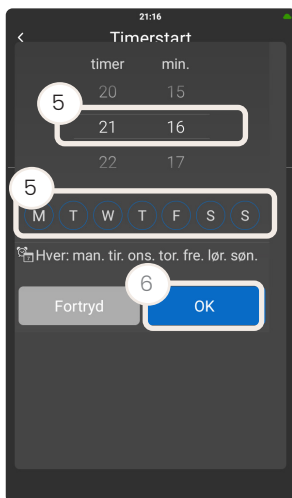 21:16
Timerstart
timer min.
5
20 15
21 16
22 17
5
M T W T F S S
Hver: man. tir. ons. tor. fre. lør. søn.
6
Fortryd OK